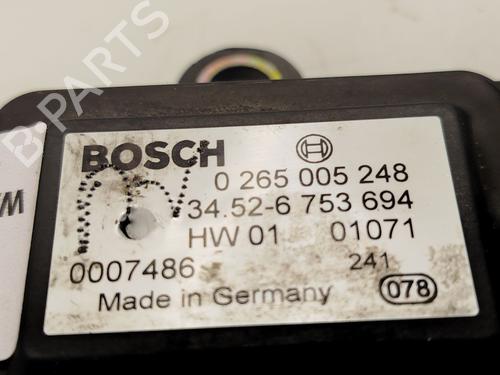 BOSCH
0 265 005 248
34.52-6 753 694
HW 01 01071
0007486 241
Made in Germany 078
B-PARTS